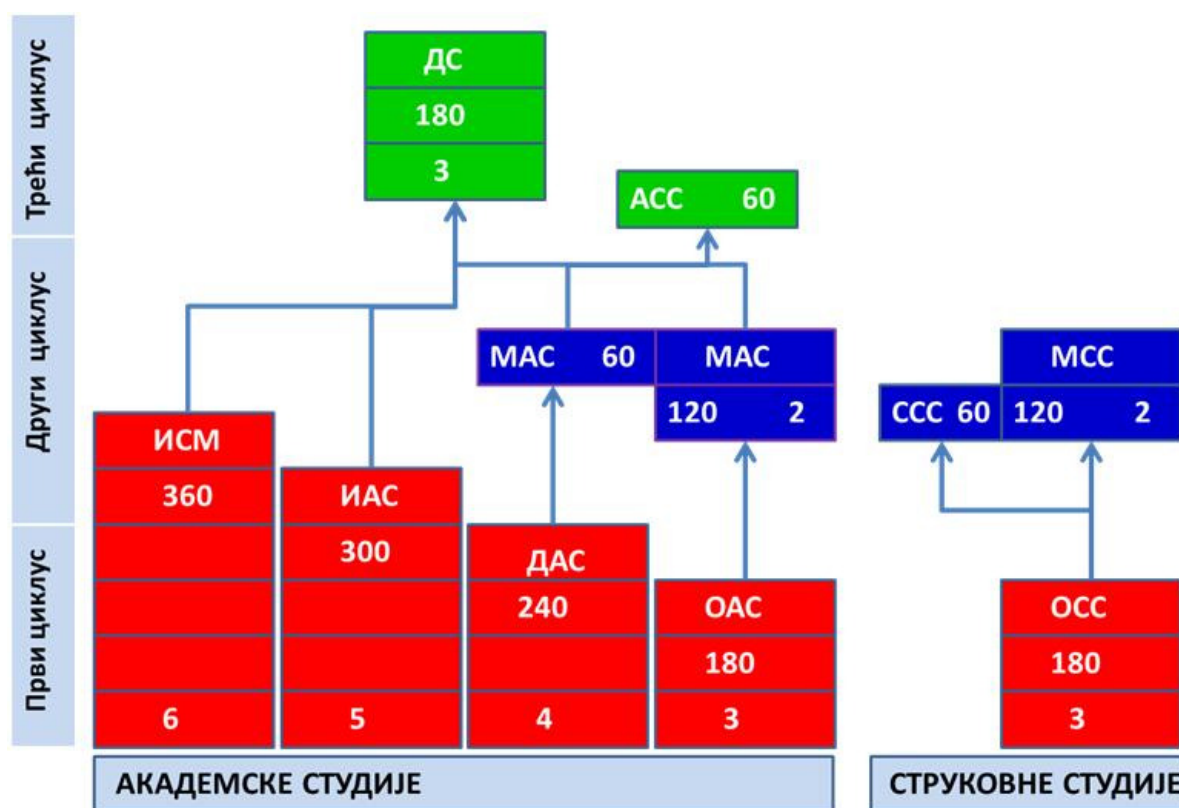 Трећи циклус
Други циклус
Први циклус
ДС
180
3
АСС 60
МАС 60
МАС
120 2
МСС
ССС 60
120 2
ИСМ
360
6
ИАС
300
5
ДАС
240
4
ОАС
180
3
ОСС
180
3
АКАДЕМСКЕ СТУДИЈЕ
СТРУКОВНЕ СТУДИЈЕ